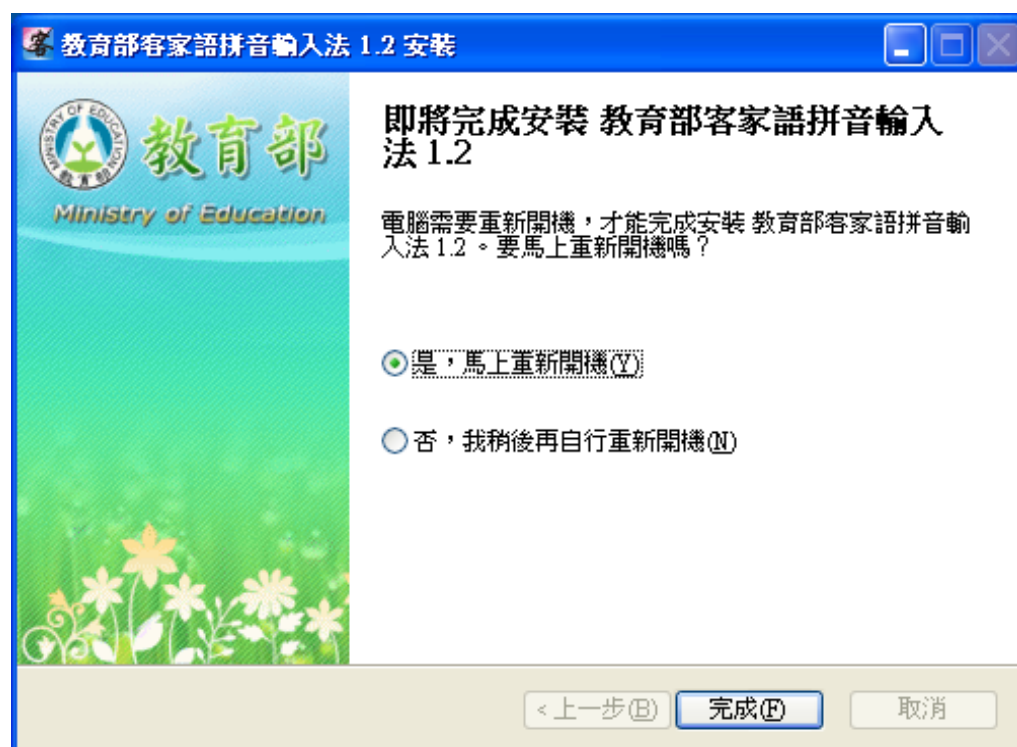 教育部客家語拼音輸入法 1.2 安裝
MINISTRY OF EDUCATION
教育部
教育部
Ministry of Education
即將完成安裝 教育部客家語拼音輸入
法 1.2
電腦需要重新開機，才能完成安裝 教育部客家語拼音輸
入法 1.2 。要馬上重新開機嗎？
是，馬上重新開機(Y)
否，我稍後再自行重新開機(N)
< 上一步(B)
完成(F)
取消